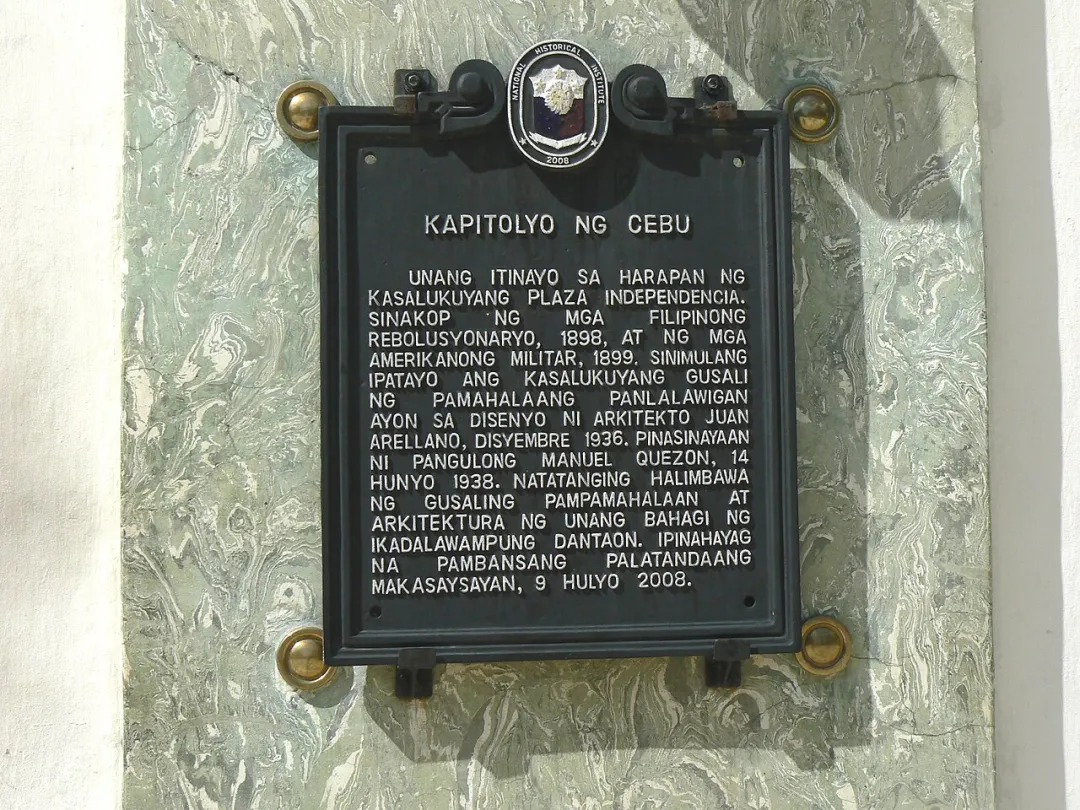 NATIONAL HISTORICAL INSTITUTE
2008
KAPITOLYO NG CEBU
UNANG ITINAYO SA HARAPAN NG
KASALUKUYANG PLAZA INDEPENDENCIA.
SINAKOP NG MGA FILIPINONG
REBOLUSYONARYO, 1898, AT NG MGA
AMERIKANONG MILITAR, 1899. SINIMULANG
IPATAYO ANG KASALUKUYANG GUSALI
NG PAMAHALAANG PANLALAWIGAN
AYON SA DISENYO NI ARKITEKTO JUAN
ARELLANO, DISYEMBRE 1936. PINASINAYAAN
NI PANGULONG MANUEL QUEZON, 14
HUNYO 1938. NATATANGING HALIMBAWA
NG GUSALING PAMPAMAHALAAN AT
ARKITEKTURA NG UNANG BAHAGI NG
IKADALAWAMPUNG DANTAON. IPINAHAYAG
NA PAMBANSANG PALATANDAANG
MAKASAYSAYAN, 9 HULYO 2008.